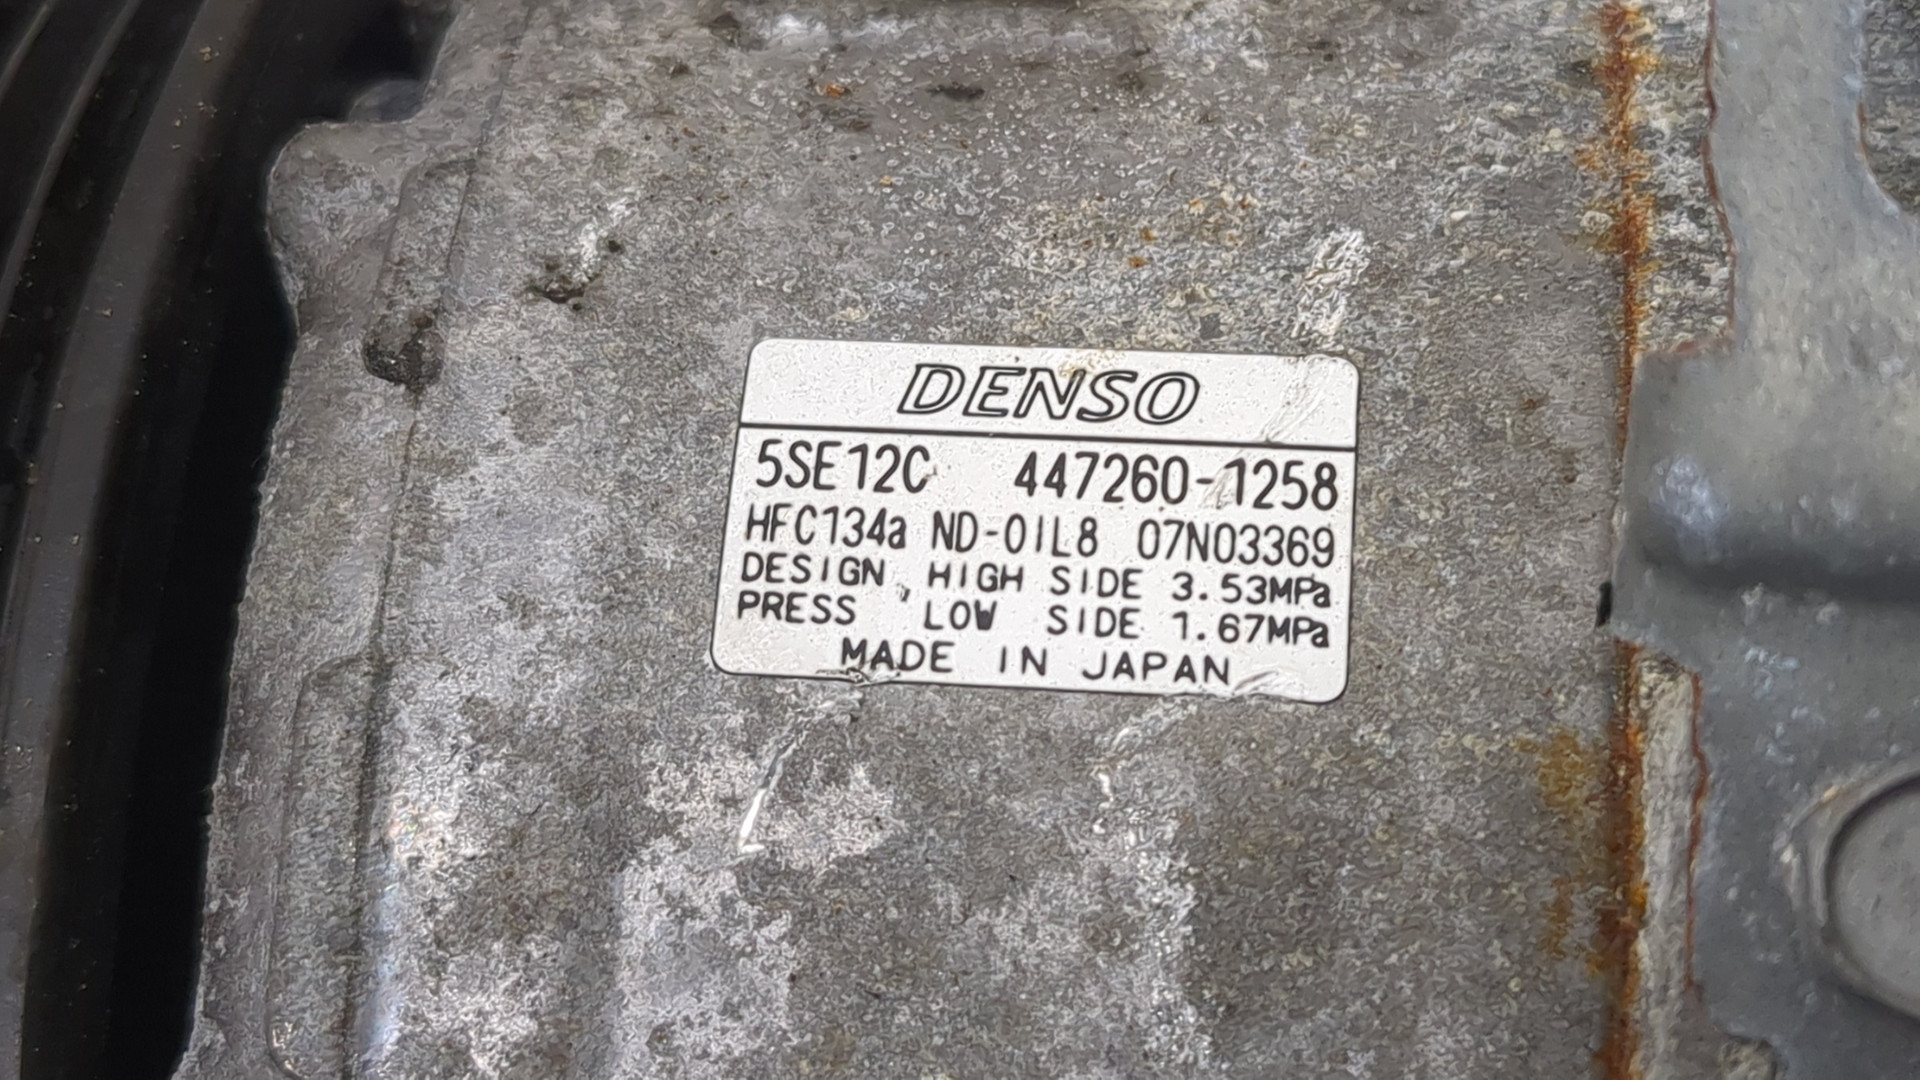 DENSO
5SE12C 447260-1258
HFC134a ND-OIL8 07N03369
DESIGN HIGH SIDE 3.53MPa
PRESS LOW SIDE 1.67MPa
MADE IN JAPAN